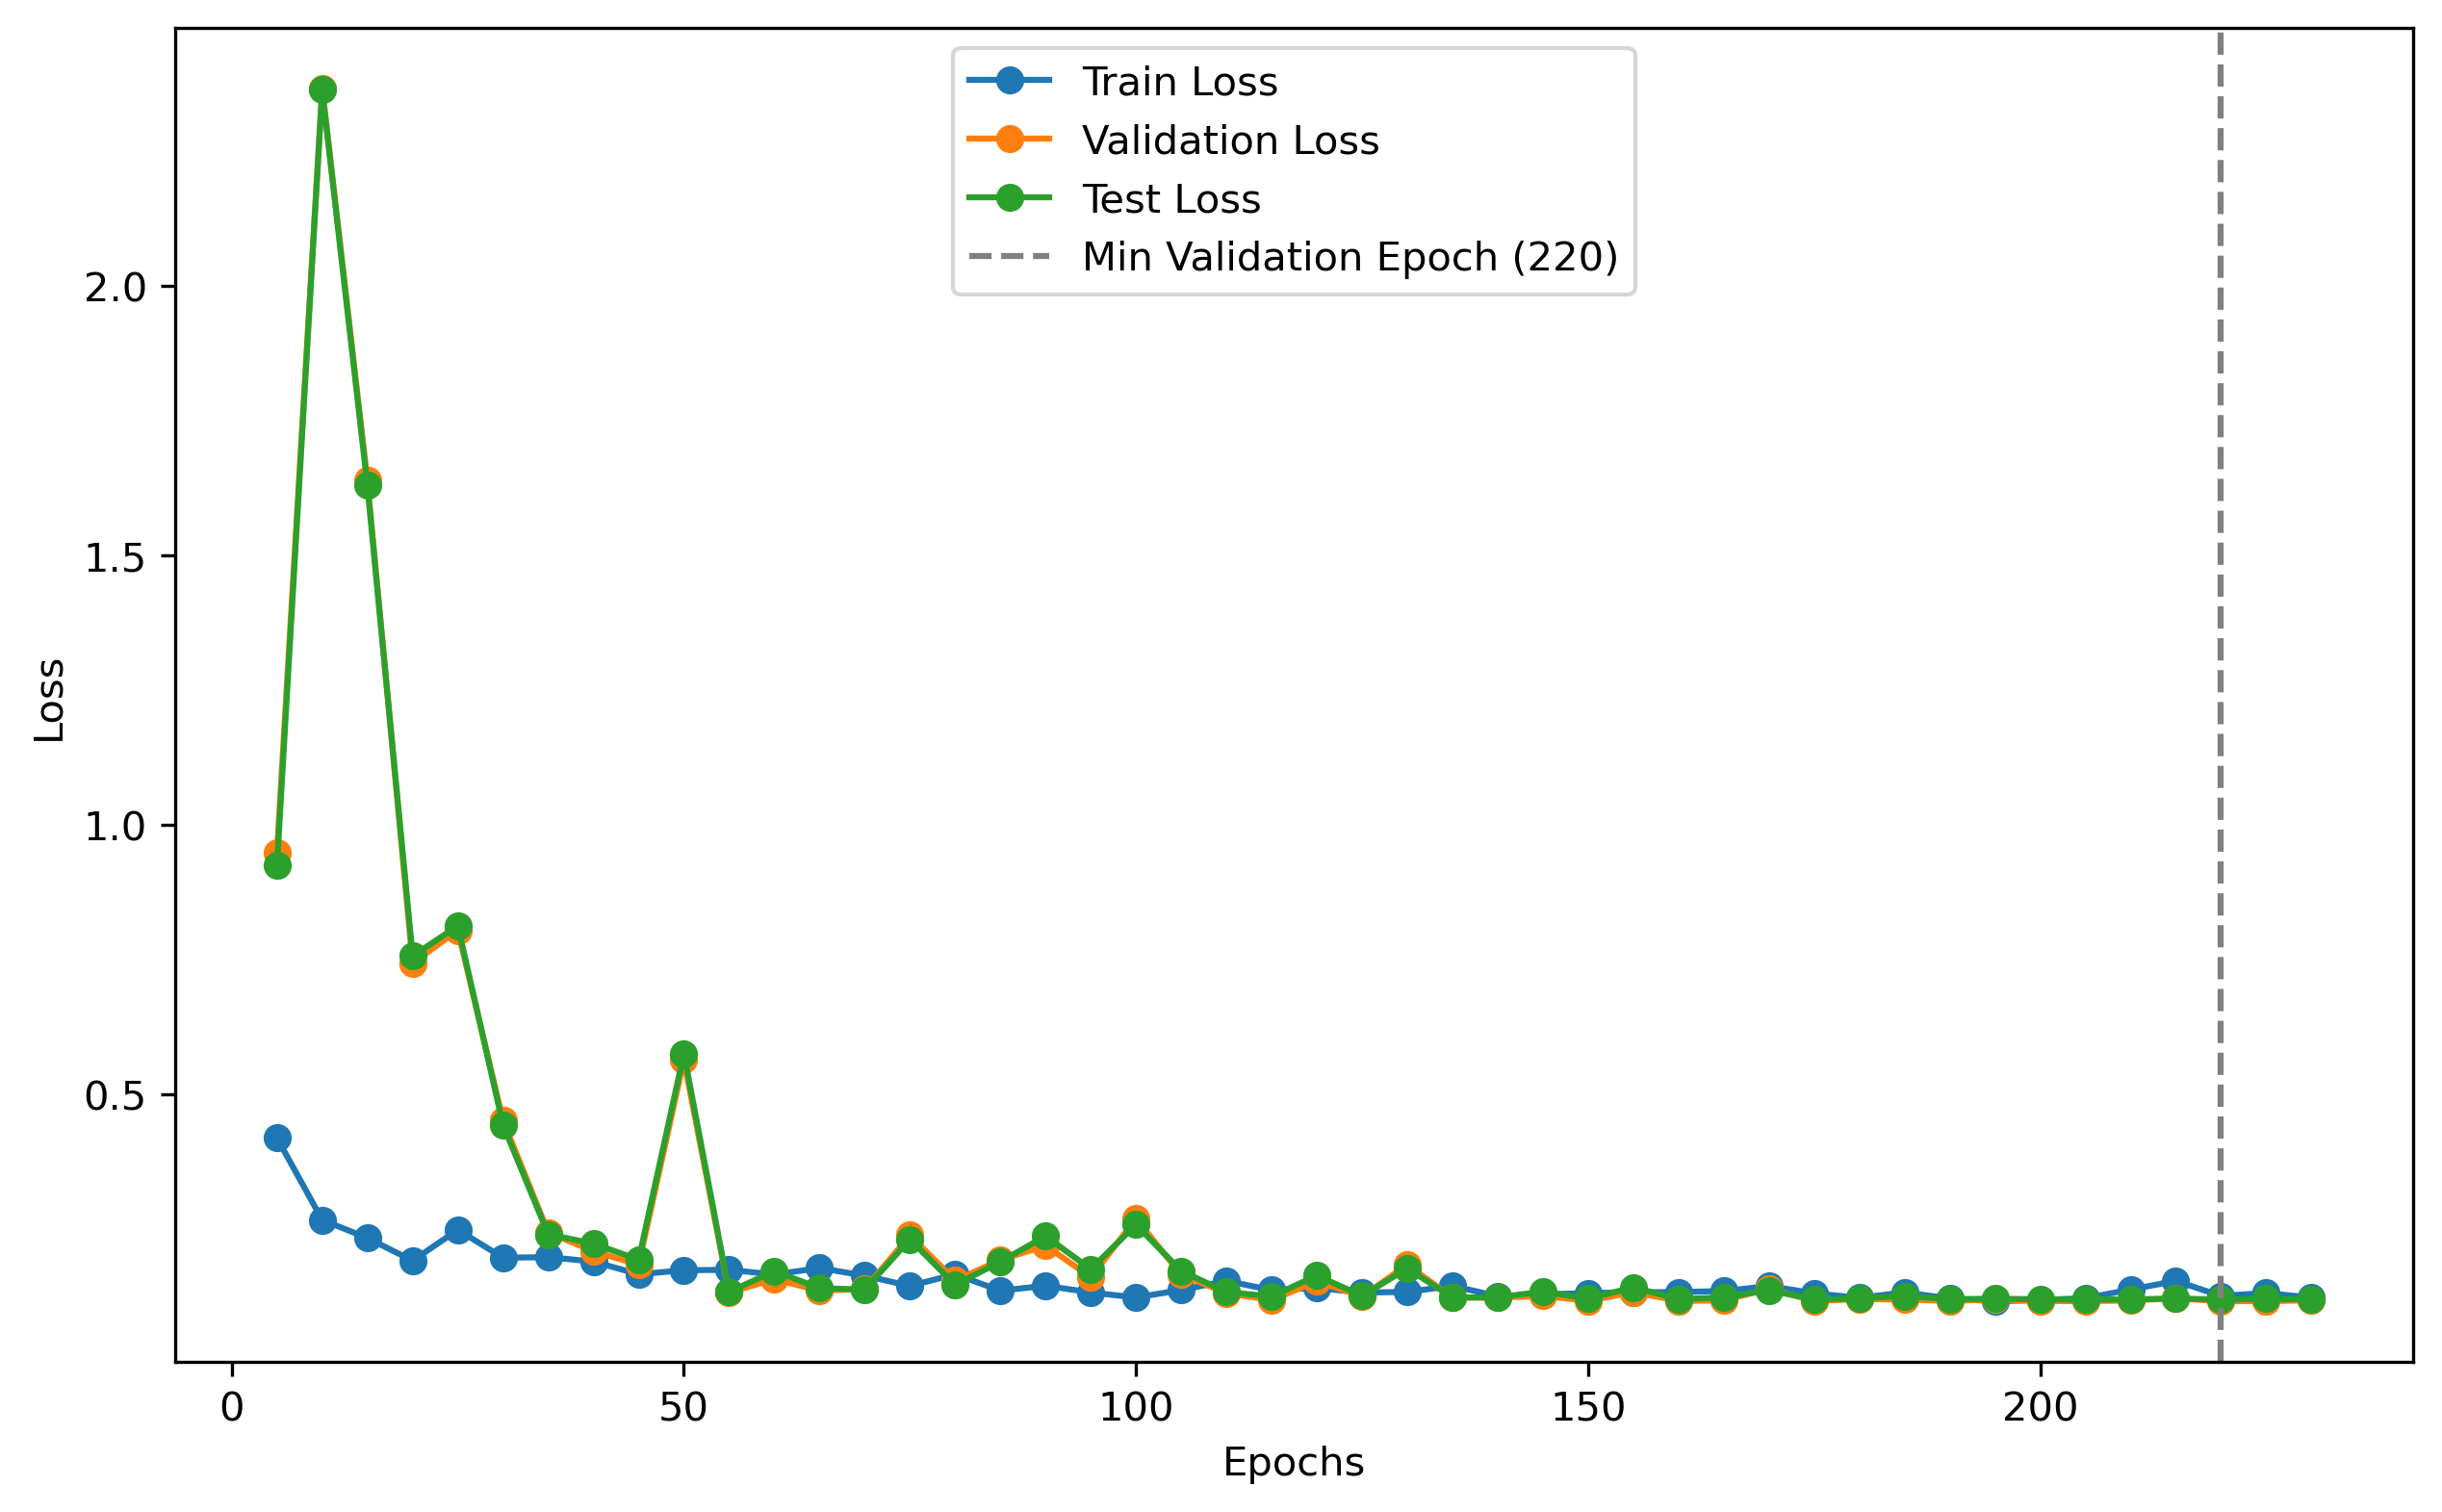 Train Loss
Validation Loss
Test Loss
Min Validation Epoch (220)
2.0
1.5
1.0
0.5
Loss
0 50 100 150 200
Epochs